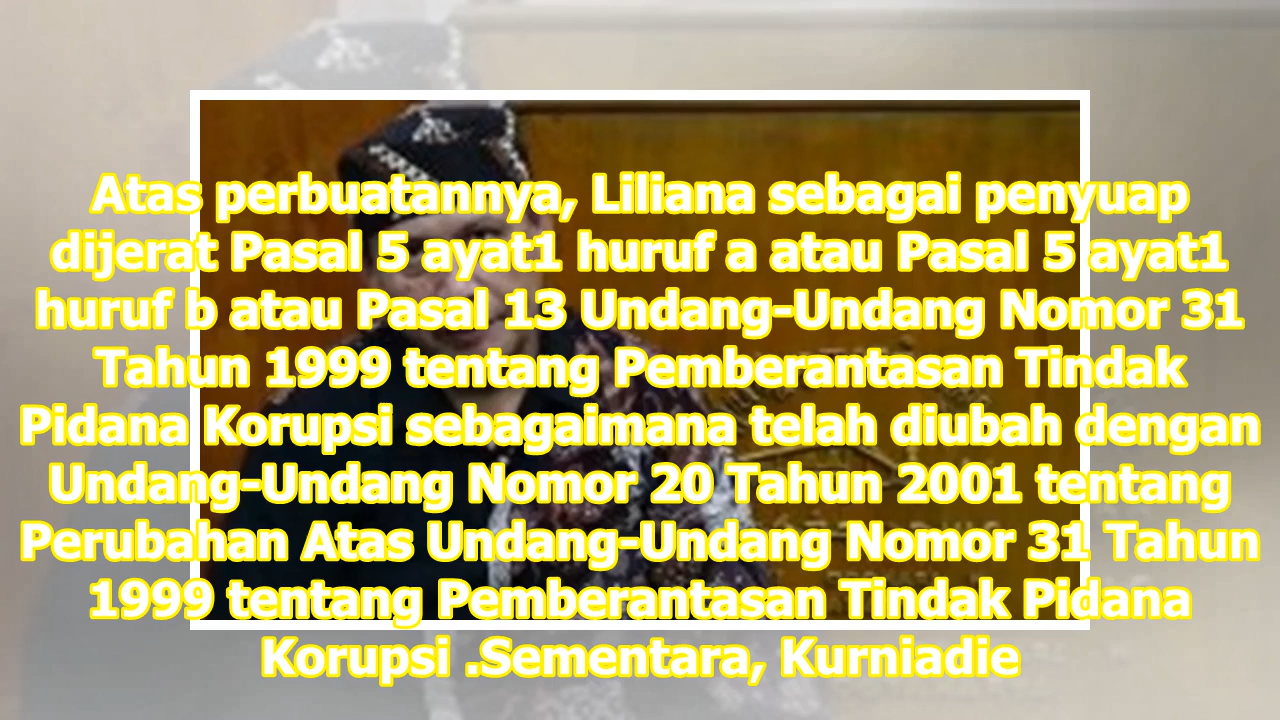 Atas perbuatannya, Liliana sebagai penyuap
dijerat Pasal 5 ayat1 huruf a atau Pasal 5 ayat1
huruf b atau Pasal 13 Undang-Undang Nomor 31
Tahun 1999 tentang Pemberantasan Tindak
Pidana Korupsi sebagaimana telah diubah dengan
Undang-Undang Nomor 20 Tahun 2001 tentang
Perubahan Atas Undang-Undang Nomor 31 Tahun
1999 tentang Pemberantasan Tindak Pidana
Korupsi .Sementara, Kurniadie